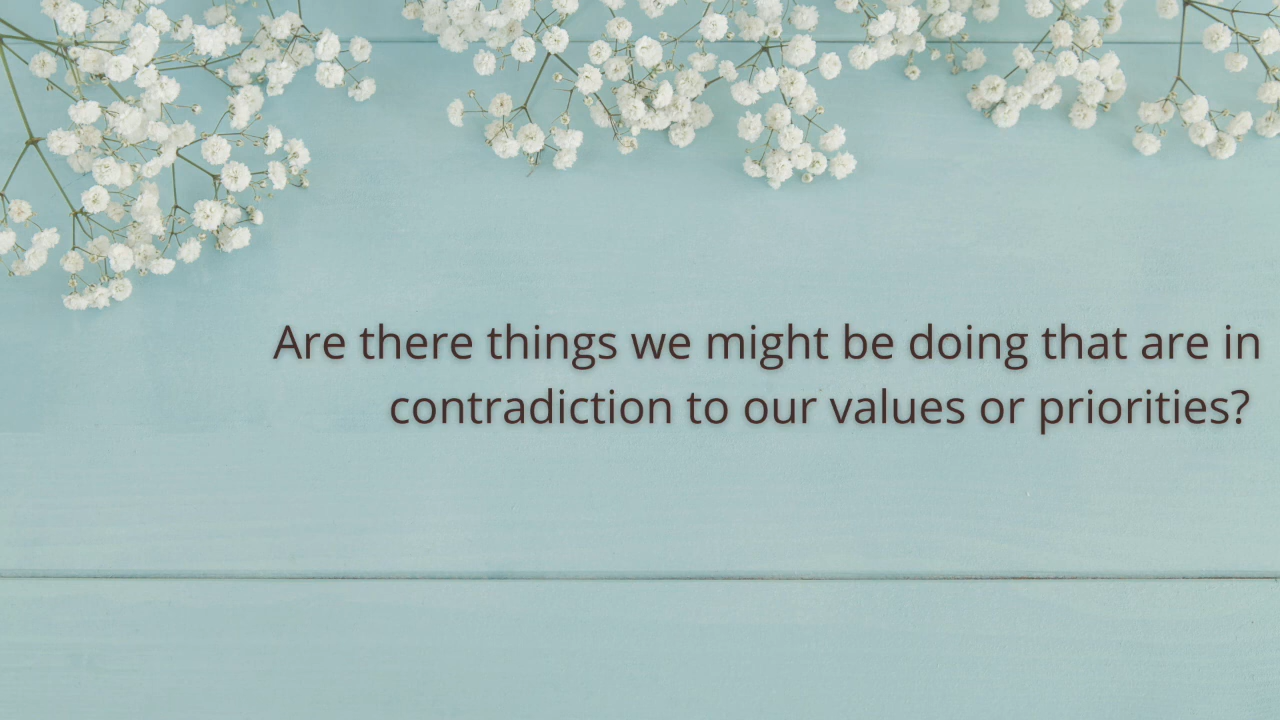 Are there things we might be doing that are in
contradiction to our values or priorities?